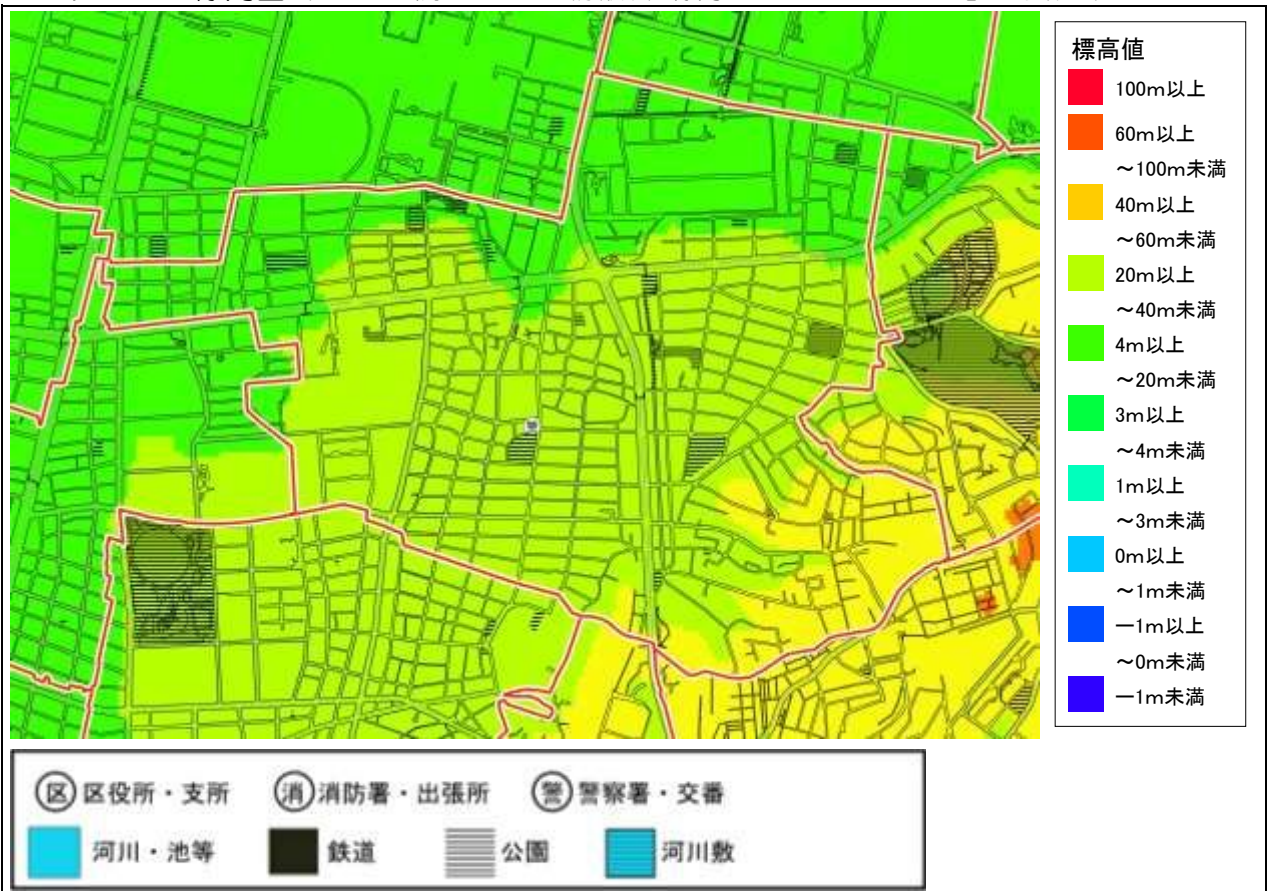 標高値
100m以上
60m以上
～100m未満
40m以上
～60m未満
20m以上
～40m未満
4m以上
～20m未満
3m以上
～4m未満
1m以上
～3m未満
0m以上
～1m未満
－1m以上
～0m未満
－1m未満
区 区役所・支所 消 消防署・出張所 警 警察署・交番
河川・池等 鉄道 公園 河川敷